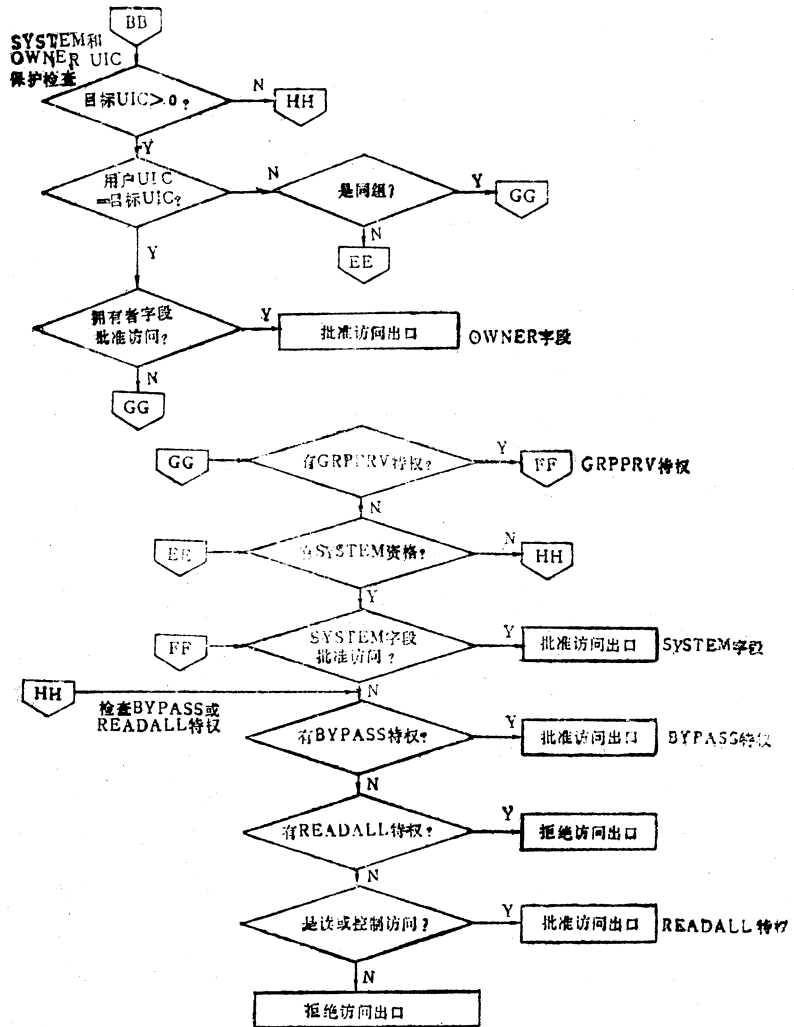 BB
SYSTEM和
OWNER UIC
保护检查
目标UIC>0?
N
HH
Y
用户UIC
=目标UIC?
N
是同组?
Y
GG
N
EE
Y
拥有者字段
批准访问?
Y
批准访问出口
OWNER字段
N
GG
GG
有GRPPRV特权?
Y
FF
GRPPRV特权
N
EE
有SYSTEM资格?
N
HH
Y
FF
SYSTEM字段
批准访问?
Y
批准访问出口
SYSTEM字段
HH
检查BYPASS或
READALL特权
N
有BYPASS特权?
Y
批准访问出口
BYPASS特权
N
有READALL特权?
Y
拒绝访问出口
N
是读或控制访问?
Y
批准访问出口
READALL特权
N
拒绝访问出口